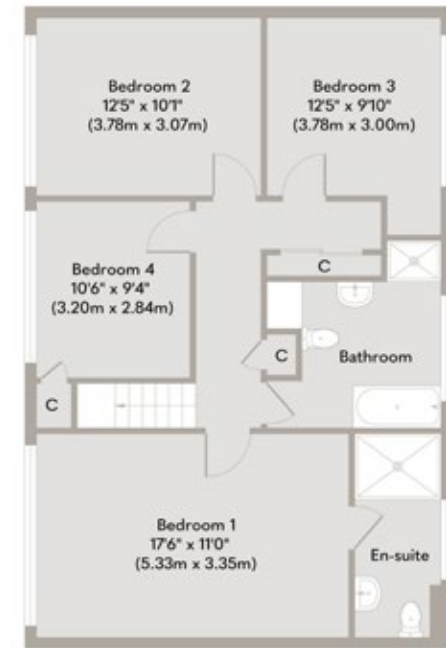 Bedroom 2
12'5" x 10'1"
(3.78m x 3.07m)
Bedroom 3
12'5" x 9'10"
(3.78m x 3.00m)
Bedroom 4
10'6" x 9'4"
(3.20m x 2.84m)
C
C
Bathroom
C
Bedroom 1
17'6" x 11'0"
(5.33m x 3.35m)
En-suite